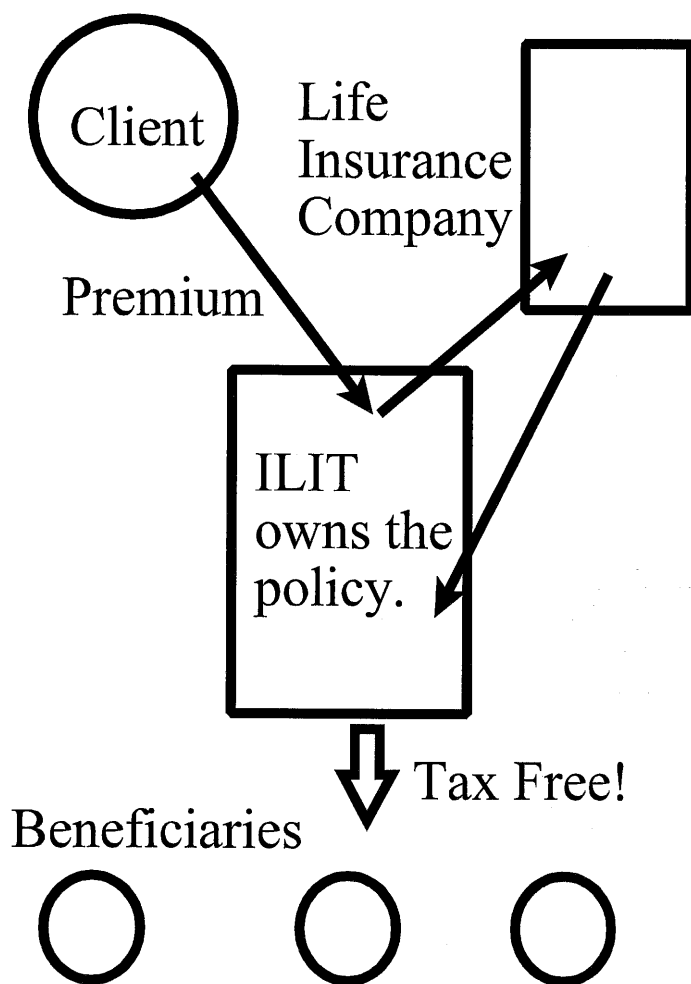 Client
Life
Insurance
Company
Premium
ILIT
owns the
policy.
Tax Free!
Beneficiaries